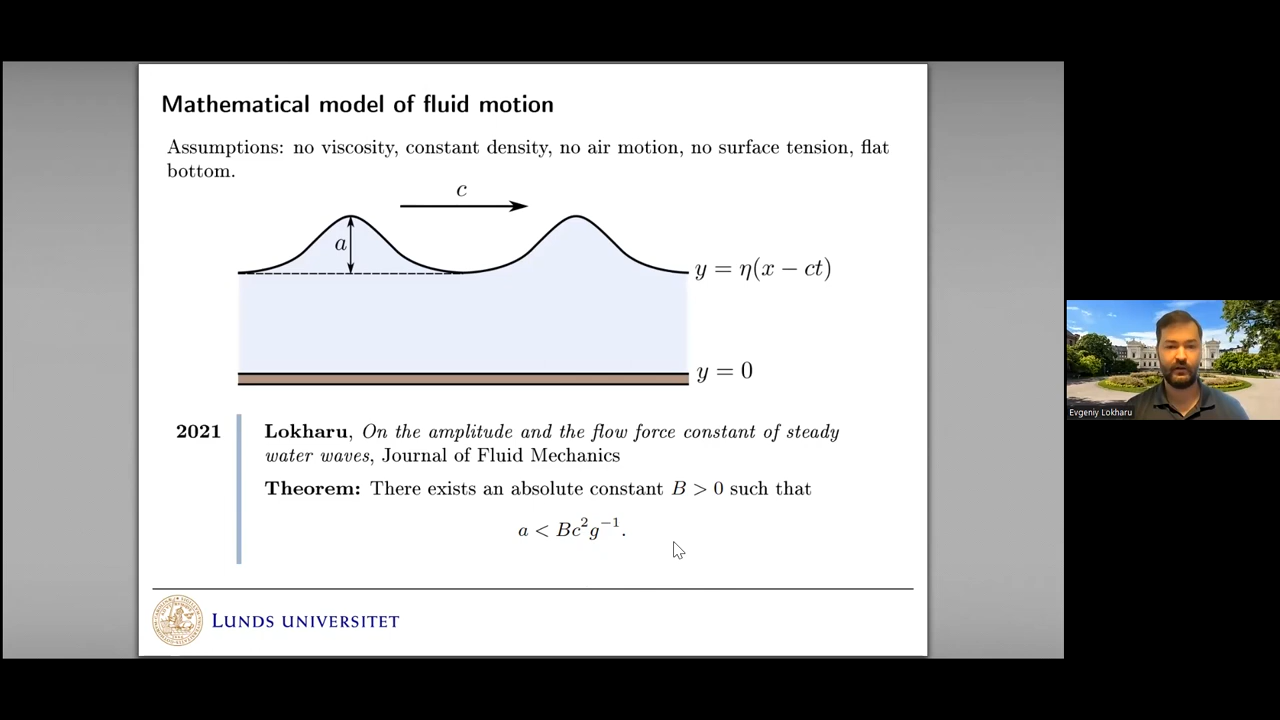 Mathematical model of fluid motion
Assumptions: no viscosity, constant density, no air motion, no surface tension, flat
bottom.
c
a
y = η(x − ct)
y = 0
2021
Lokharu, On the amplitude and the flow force constant of steady
water waves, Journal of Fluid Mechanics
Theorem: There exists an absolute constant B > 0 such that
a < Bc²g⁻¹.
LUNDS UNIVERSITET
Evgeniy Lokharu